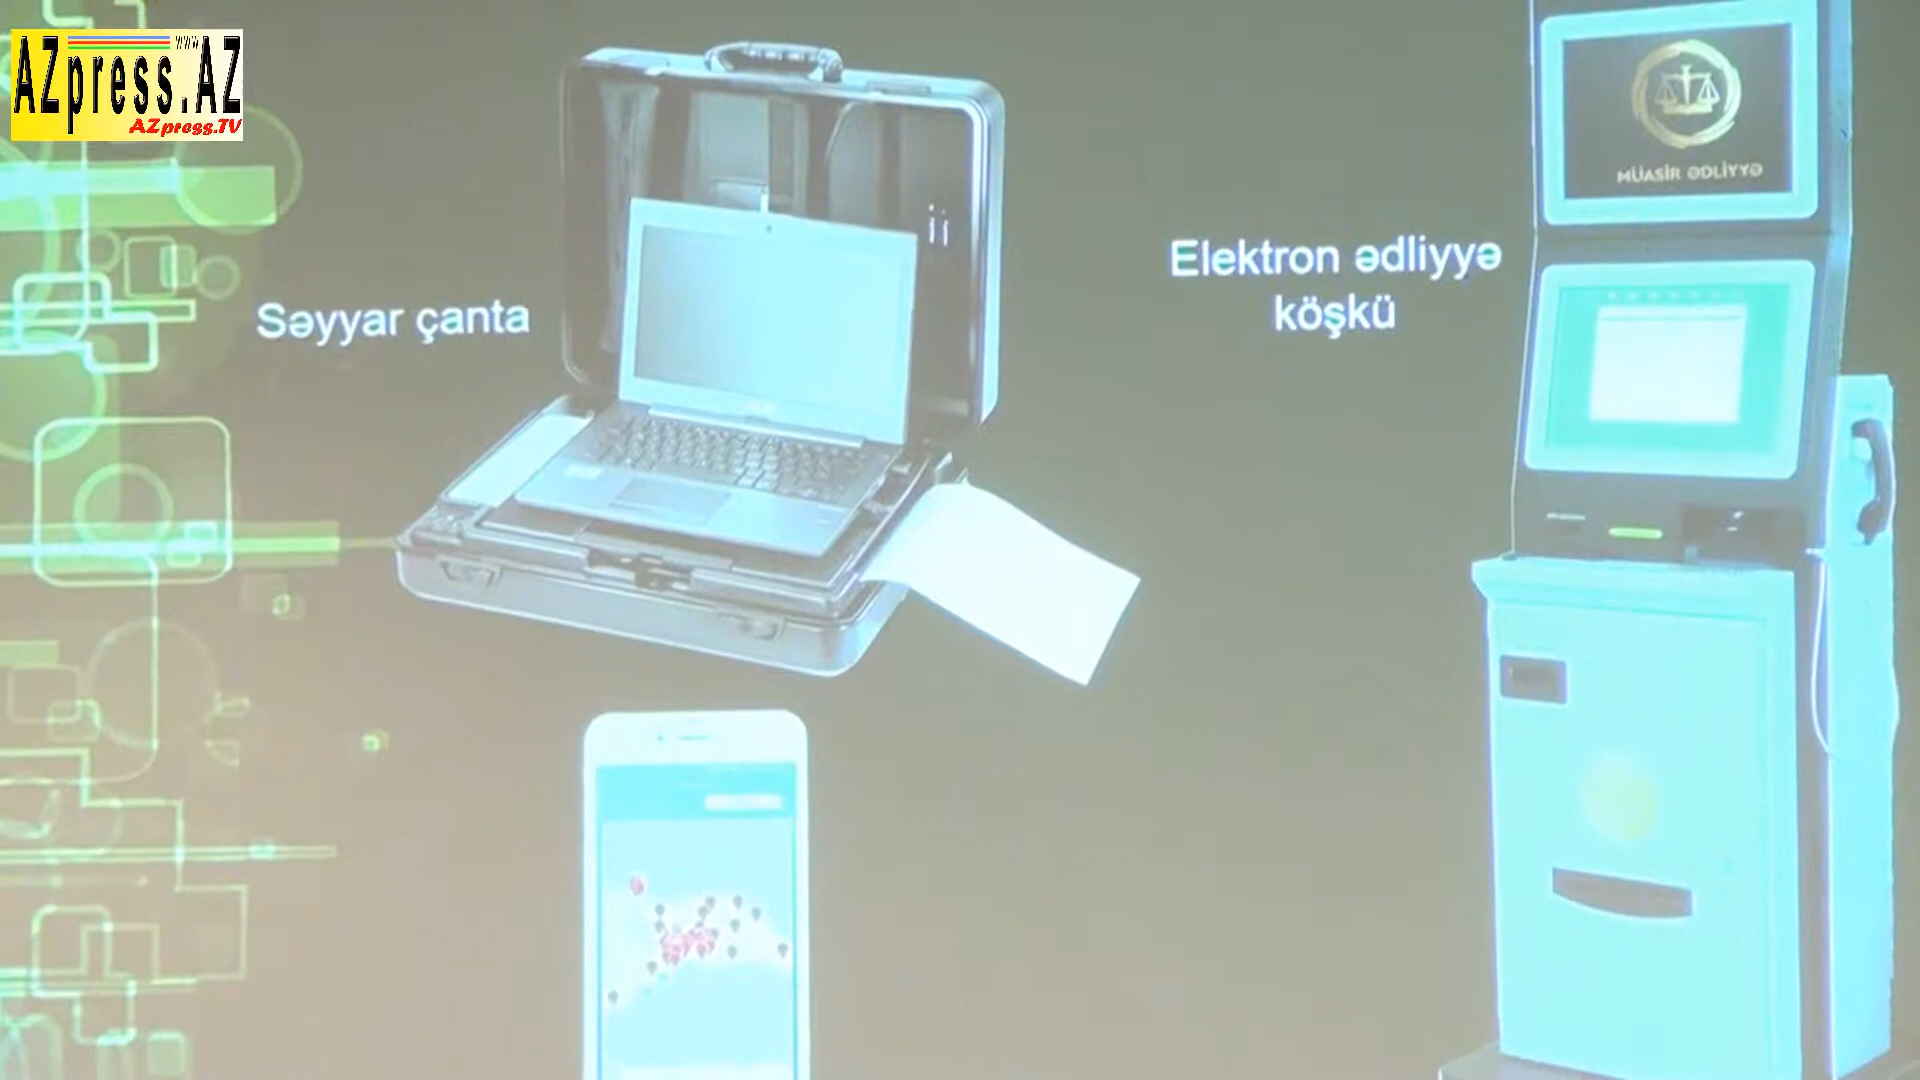 www
AZpress.AZ
AZpress.TV
Səyyar çanta
Elektron ədliyyə
köşkü
MÜASİR ƏDLİYYƏ